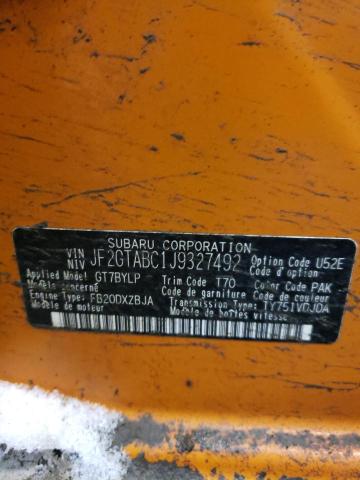 SUBARU CORPORATION
VIN NIV JF2GTABC1J9327492 Option Code U52E
Code d'option
Applied Model GT7BYLP Trim Code T70 Color Code PAK
Modèle concerné Code de garniture Code de couleur
Engine Type FB20DXZBJA Transmission Type TY751VGJDA
Modèle de moteur Modèle de boîtes vitesse